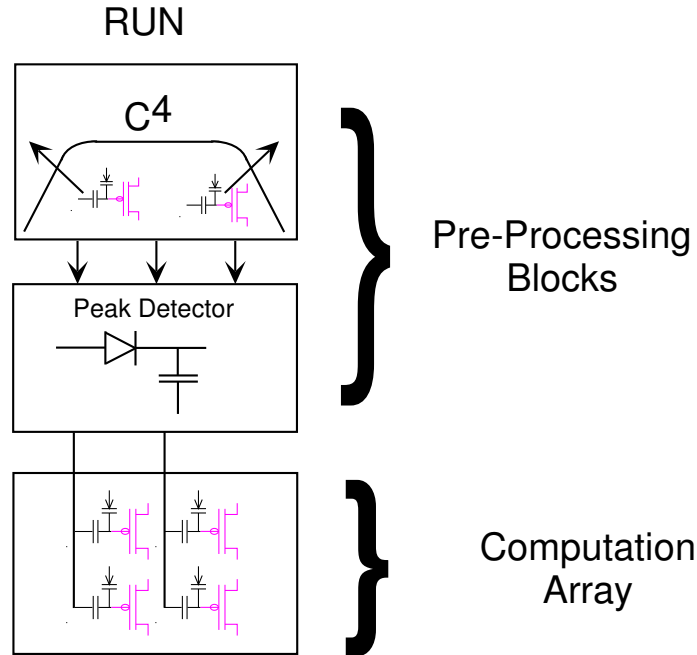 RUN
C4
Pre-Processing
Blocks
Peak Detector
Computation
Array